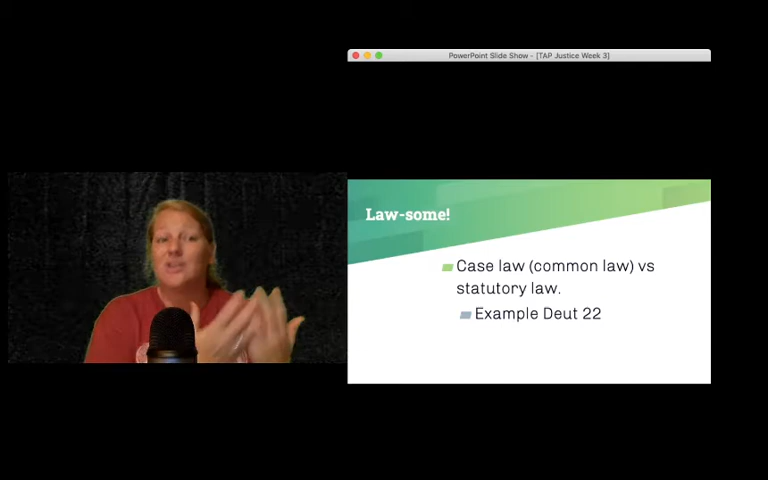 PowerPoint Slide Show - [TAP Justice Week 3]
Law-some!
Case law (common law) vs
statutory law.
Example Deut 22